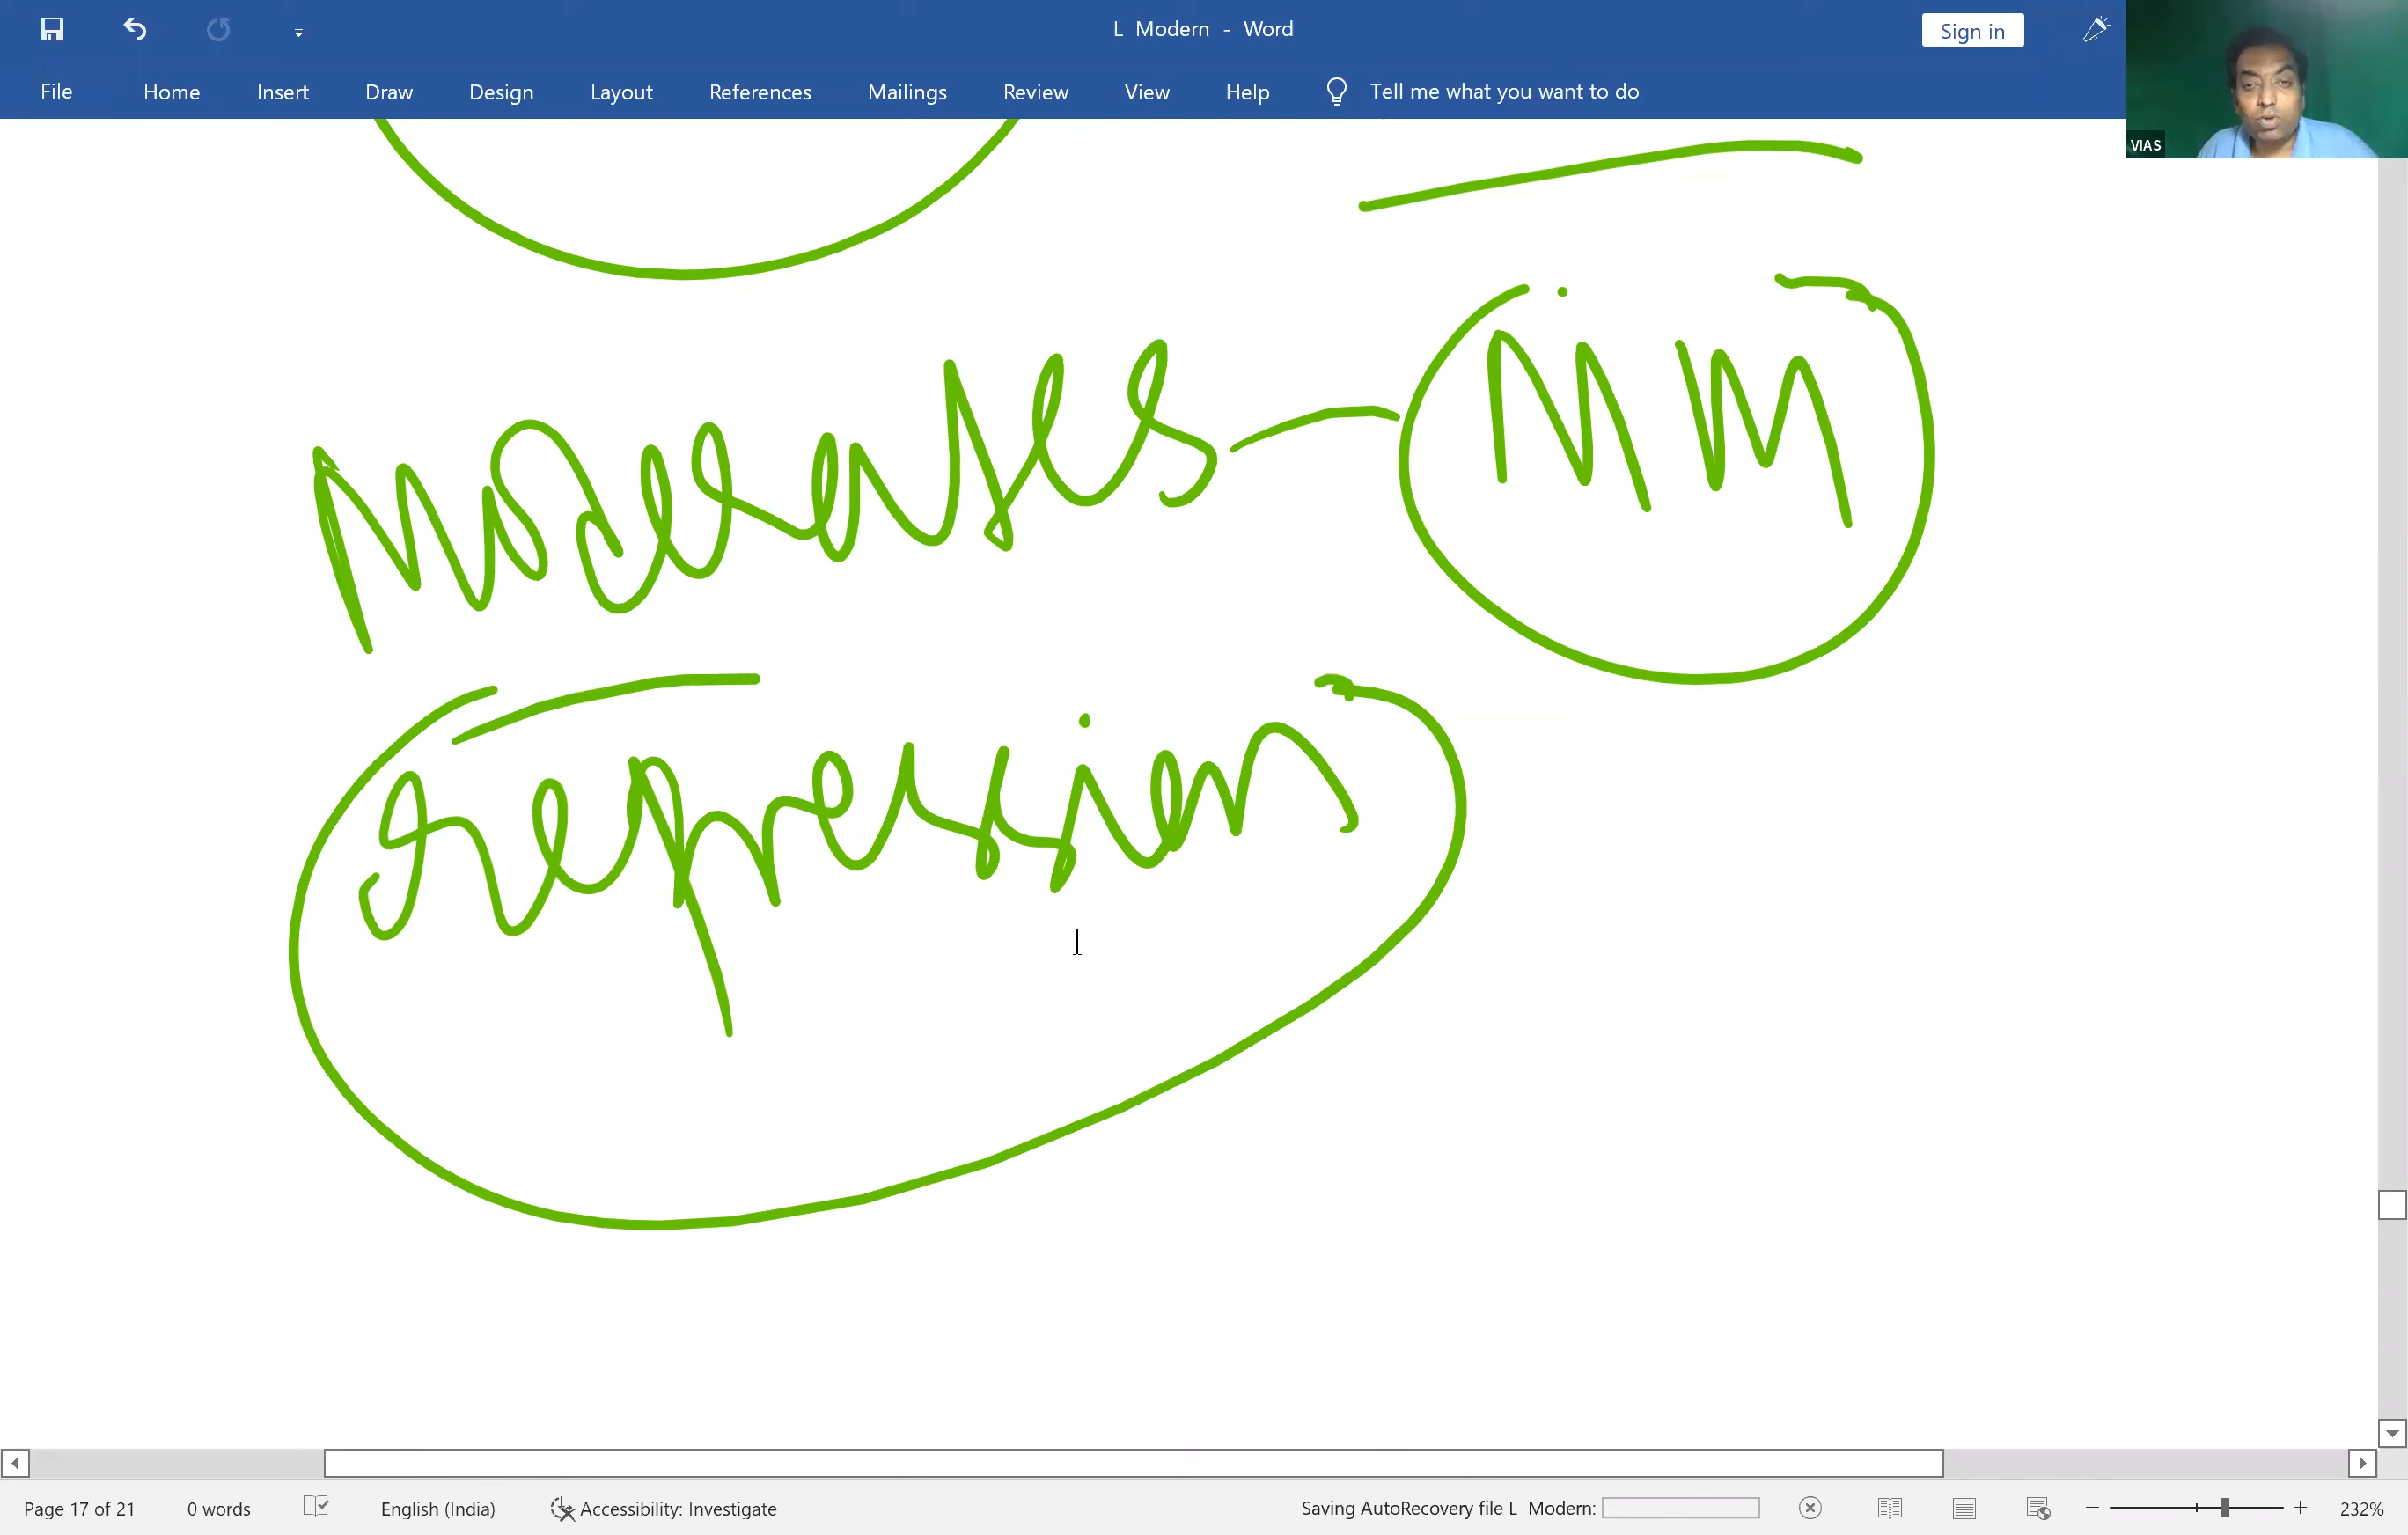 L Modern - Word
Sign in
File Home Insert Draw Design Layout References Mailings Review View Help Tell me what you want to do
VIAS
Moderates - NM
repression
Page 17 of 21 0 words English (India) Accessibility: Investigate Saving AutoRecovery file L Modern: 232%